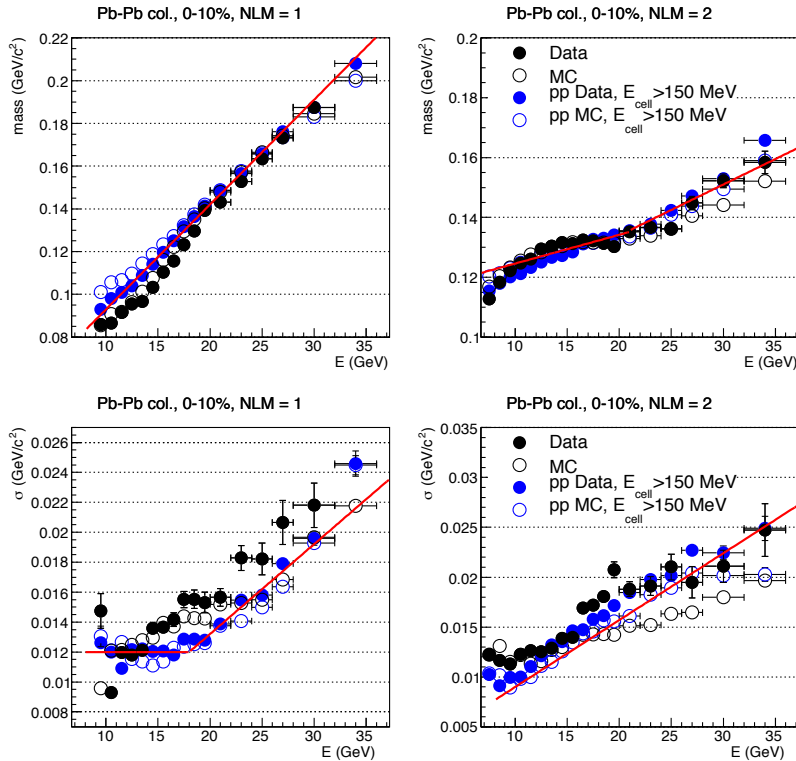 Pb-Pb col., 0-10%, NLM = 1
mass (GeV/c²)
0.22
0.2
0.18
0.16
0.14
0.12
0.1
0.08
10 15 20 25 30 35
E (GeV)
Pb-Pb col., 0-10%, NLM = 2
mass (GeV/c²)
0.2
0.18
0.16
0.14
0.12
0.1
Data
MC
pp Data, E_cell>150 MeV
pp MC, E_cell>150 MeV
10 15 20 25 30 35
E (GeV)
Pb-Pb col., 0-10%, NLM = 1
σ (GeV/c²)
0.026
0.024
0.022
0.02
0.018
0.016
0.014
0.012
0.01
0.008
10 15 20 25 30 35
E (GeV)
Pb-Pb col., 0-10%, NLM = 2
σ (GeV/c²)
0.035
0.03
0.025
0.02
0.015
0.01
0.005
Data
MC
pp Data, E_cell>150 MeV
pp MC, E_cell>150 MeV
10 15 20 25 30 35
E (GeV)